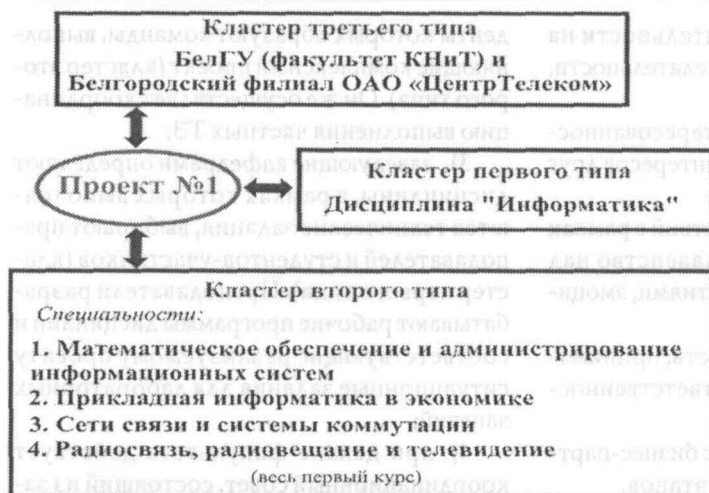 Кластер третьего типа
БелГУ (факультет КНиТ) и
Белгородский филиал ОАО «ЦентрТелеком»
Проект №1
Кластер первого типа
Дисциплина "Информатика"
Кластер второго типа
Специальности:
1. Математическое обеспечение и администрирование
информационных систем
2. Прикладная информатика в экономике
3. Сети связи и системы коммутации
4. Радиосвязь, радиовещание и телевидение
(весь первый курс)